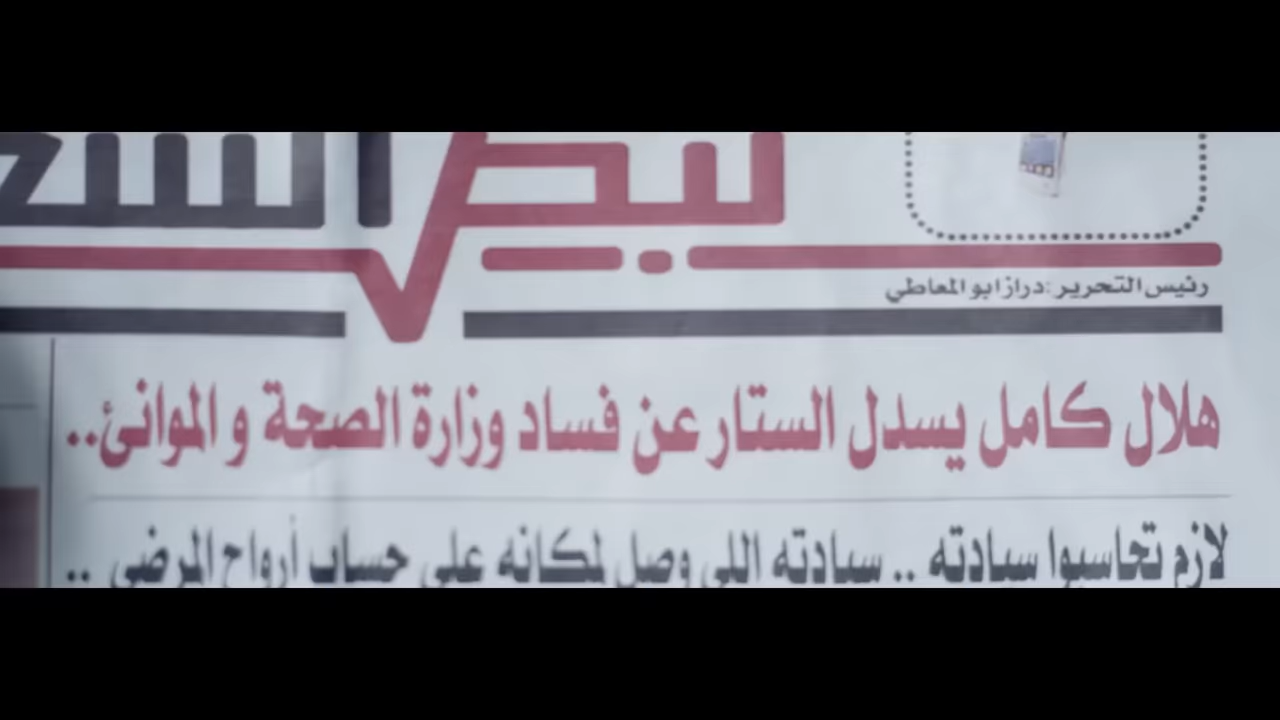 نبض
رئيس التحرير : دراز ابو المعاطي
هلال كامل يسدل الستار عن فساد وزارة الصحة و الموانئ..
لازم تحاسبوا سيادته .. سيادته اللي وصل لمكانه على حساب أرواح المرضى ..